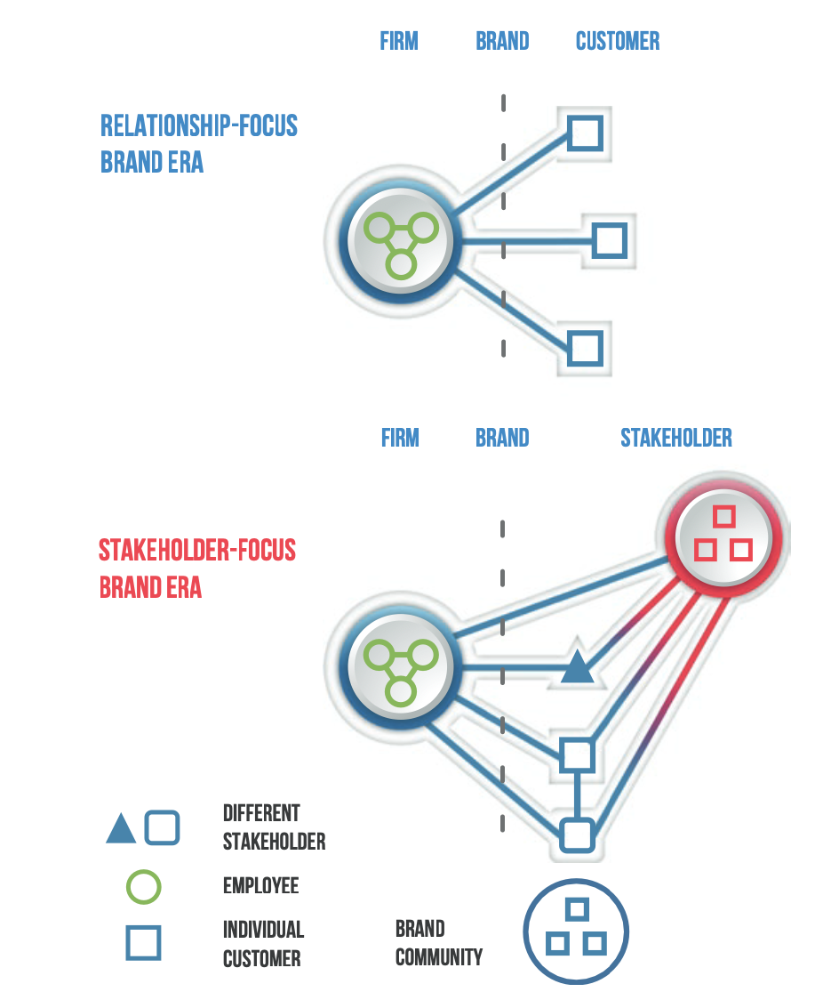 FIRM BRAND CUSTOMER
RELATIONSHIP-FOCUS
BRAND ERA
FIRM BRAND STAKEHOLDER
STAKEHOLDER-FOCUS
BRAND ERA
DIFFERENT
STAKEHOLDER
EMPLOYEE
INDIVIDUAL
CUSTOMER
BRAND
COMMUNITY